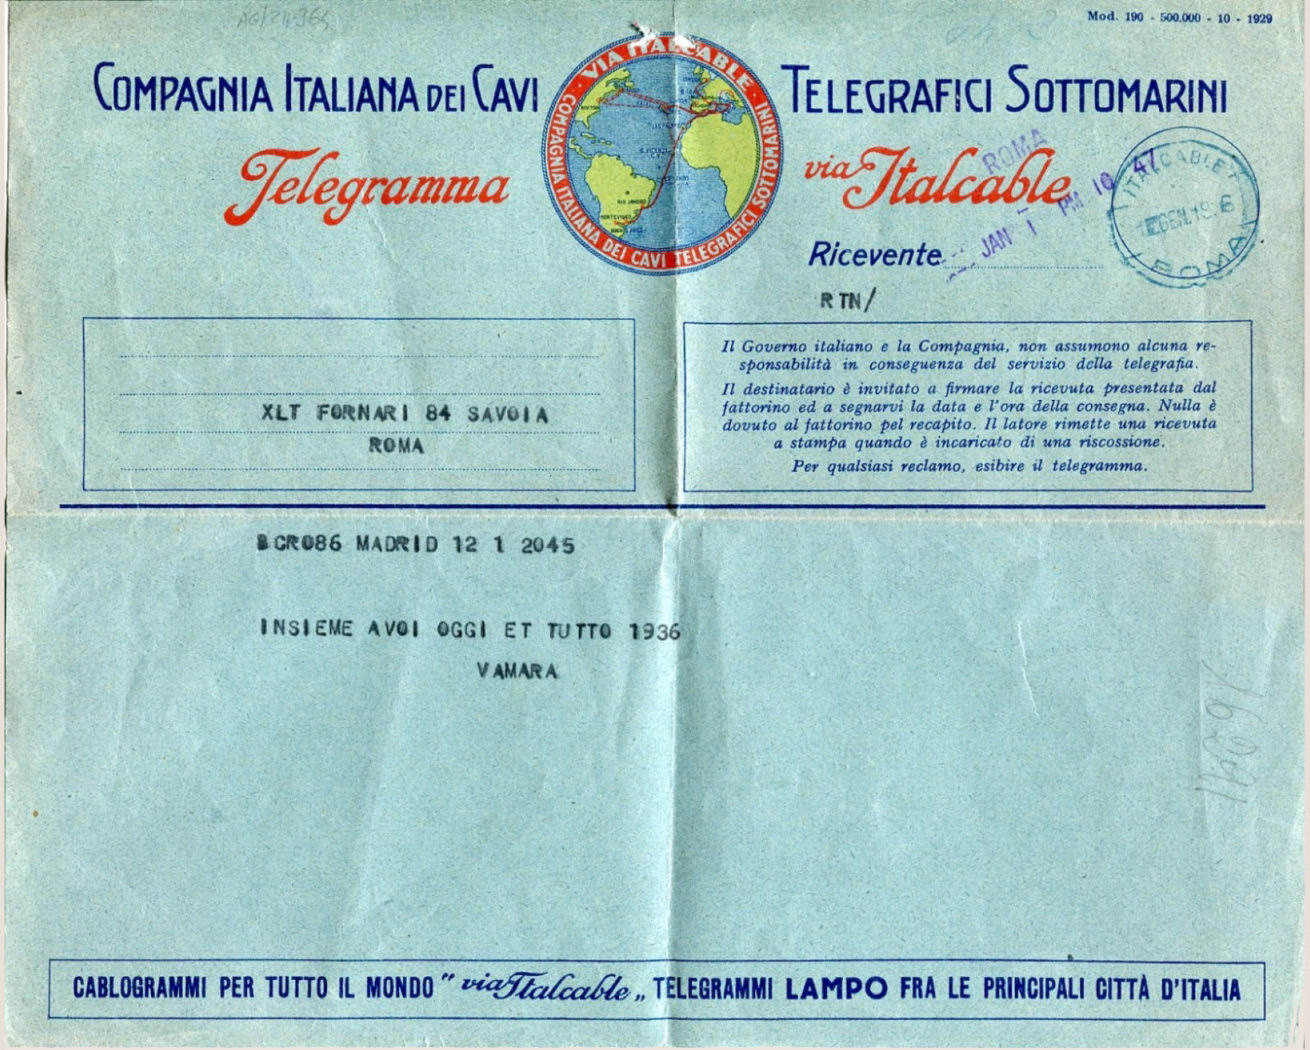 Mod. 190 - 500.000 - 10 - 1929
COMPAGNIA ITALIANA DEI CAVI TELEGRAFICI SOTTOMARINI
VIA ITALCABLE
COMPAGNIA ITALIANA DEI CAVI TELEGRAFICI SOTTOMARINI
RIO JANEIRO
MONTEVIDEO
Telegramma via Italcable
ROMA
JAN 1 PM 10 47
ITALCABLE
ROMA
Ricevente
RTN/
XLT FORNARI 84 SAVOIA
ROMA
Il Governo italiano e la Compagnia, non assumono alcuna re-
sponsabilità in conseguenza del servizio della telegrafia.
Il destinatario è invitato a firmare la ricevuta presentata dal
fattorino ed a segnarvi la data e l'ora della consegna. Nulla è
dovuto al fattorino pel recapito. Il latore rimette una ricevuta
a stampa quando è incaricato di una riscossione.
Per qualsiasi reclamo, esibire il telegramma.
BCR086 MADRID 12 1 2045
INSIEME AVOI OGGI ET TUTTO 1936
VAMARA
CABLOGRAMMI PER TUTTO IL MONDO "via Italcable„ TELEGRAMMI LAMPO FRA LE PRINCIPALI CITTÀ D'ITALIA